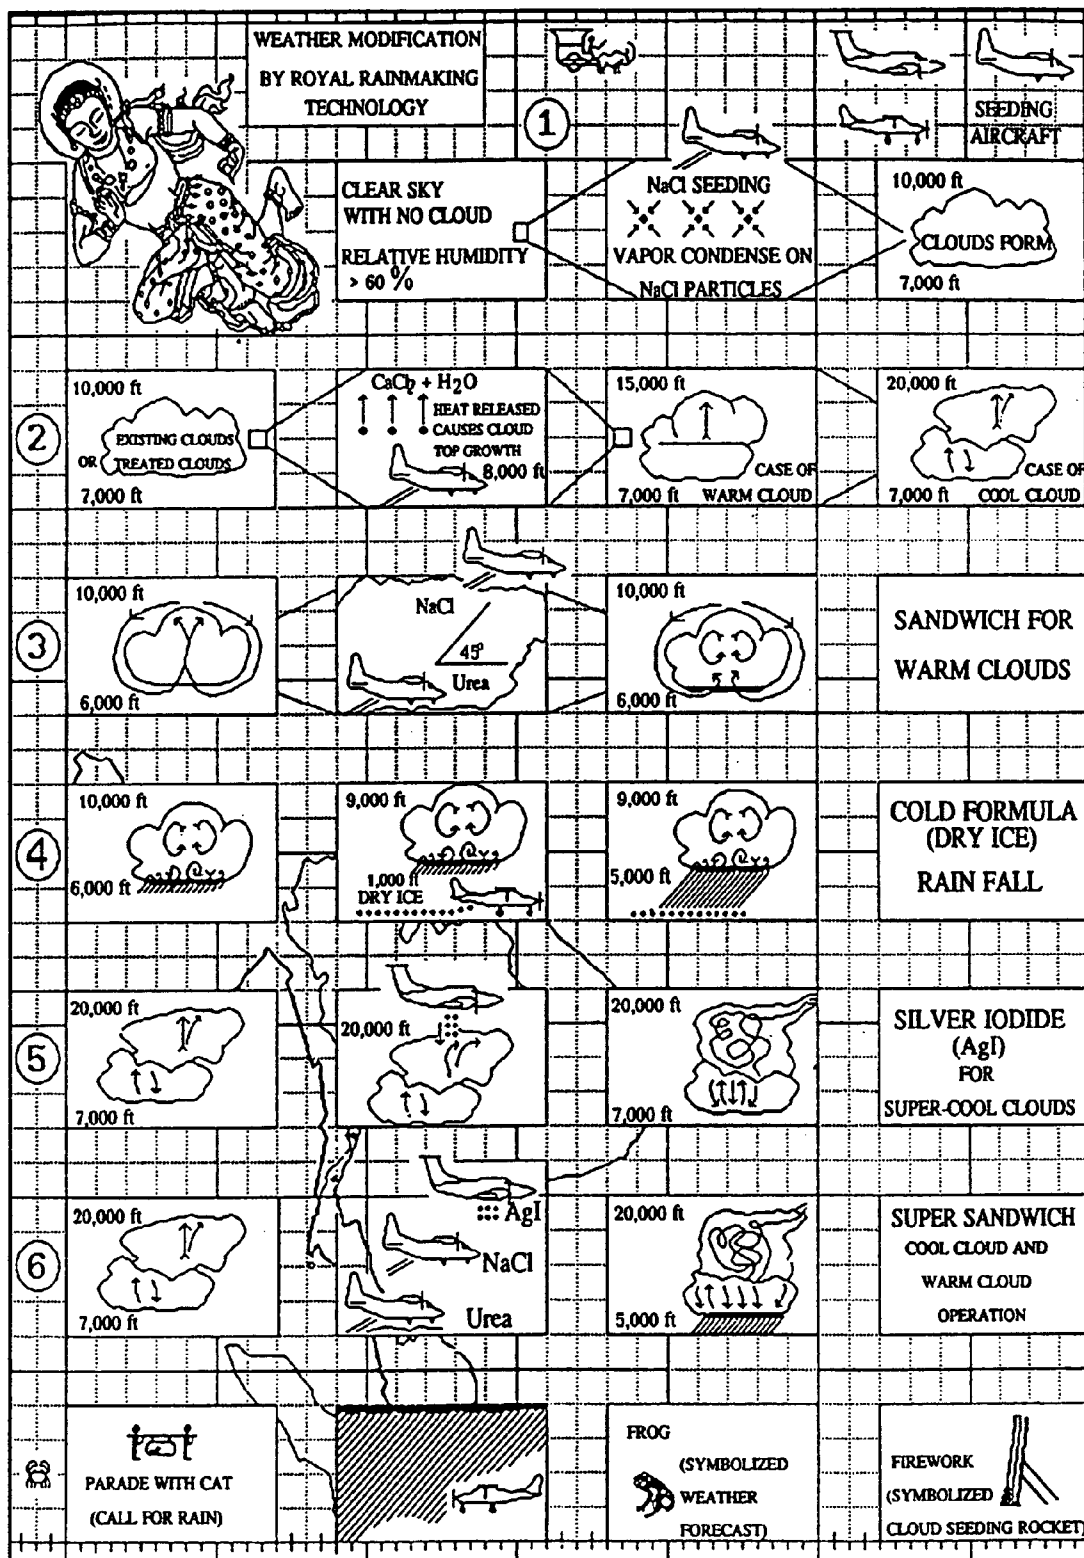 WEATHER MODIFICATION
BY ROYAL RAINMAKING
TECHNOLOGY
1
SEEDING
AIRCRAFT
CLEAR SKY
WITH NO CLOUD
RELATIVE HUMIDITY
> 60 %
NaCl SEEDING
VAPOR CONDENSE ON
NaCl PARTICLES
10,000 ft
CLOUDS FORM
7,000 ft
2
10,000 ft
EXISTING CLOUDS
OR TREATED CLOUDS
7,000 ft
CaCl₂ + H₂O
HEAT RELEASED
CAUSES CLOUD
TOP GROWTH
8,000 ft
15,000 ft
CASE OF
7,000 ft WARM CLOUD
20,000 ft
CASE OF
7,000 ft COOL CLOUD
3
10,000 ft
6,000 ft
NaCl
45°
Urea
10,000 ft
6,000 ft
SANDWICH FOR
WARM CLOUDS
4
10,000 ft
6,000 ft
9,000 ft
1,000 ft
DRY ICE
9,000 ft
5,000 ft
COLD FORMULA
(DRY ICE)
RAIN FALL
5
20,000 ft
7,000 ft
20,000 ft
7,000 ft
20,000 ft
7,000 ft
SILVER IODIDE
(AgI)
FOR
SUPER-COOL CLOUDS
6
20,000 ft
7,000 ft
AgI
NaCl
Urea
20,000 ft
5,000 ft
SUPER SANDWICH
COOL CLOUD AND
WARM CLOUD
OPERATION
PARADE WITH CAT
(CALL FOR RAIN)
FROG
(SYMBOLIZED
WEATHER
FORECAST)
FIREWORK
(SYMBOLIZED
CLOUD SEEDING ROCKET)